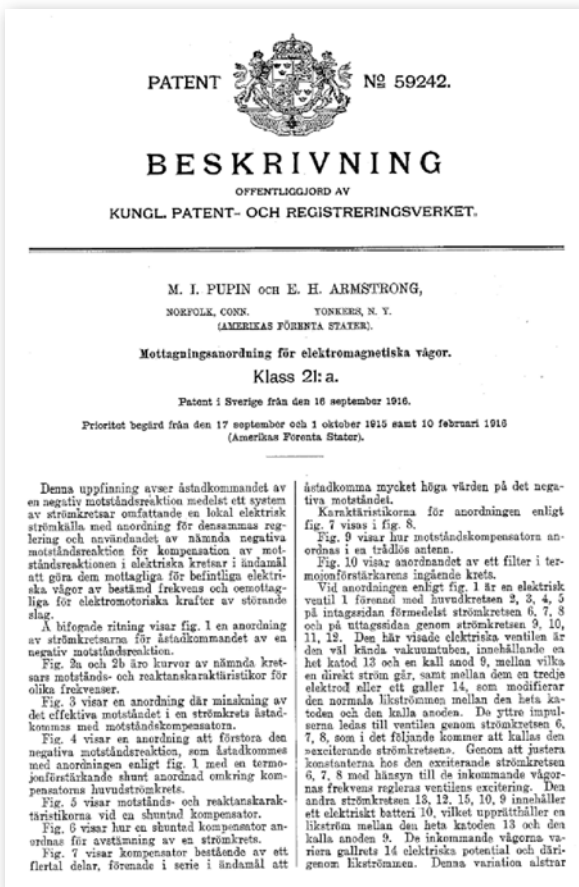 PATENT № 59242.
BESKRIVNING
OFFENTLIGGJORD AV
KUNGL. PATENT- OCH REGISTRERINGSVERKET.
M. I. PUPIN OCH E. H. ARMSTRONG,
NORFOLK, CONN. YONKERS, N. Y.
(AMERIKAS FÖRENTA STATER).
Mottagningsanordning för elektromagnetiska vågor.
Klass 21: a.
Patent i Sverige från den 16 september 1916.
Prioritet begärd från den 17 september och 1 oktober 1915 samt 10 februari 1916
(Amerikas Förenta Stater).
Denna uppfinning avser åstadkommandet av
en negativ motståndsreaktion medelst ett system
av strömkretsar omfattande en lokal elektrisk
strömkälla med anordning för densammas reg-
lering och användandet av nämnda negativa
motståndsreaktion för kompensation av mot-
ståndsreaktionen i elektriska kretsar i ändamål
att göra dem mottagliga för befintliga elektri-
ska vågor av bestämd frekvens och oemottag-
liga för elektromotoriska krafter av störande
slag.
Å bifogade ritning visar fig. 1 en anordning
av strömkretsarna för åstadkommandet av en
negativ motståndsreaktion.
Fig. 2a och 2b äro kurvor av nämnda kret-
sars motstånds- och reaktanskaraktäristikor för
olika frekvenser.
Fig. 3 visar en anordning där minskning av
det effektiva motståndet i en strömkrets åstad-
kommes med motståndskompensatorn.
Fig. 4 visar anordning att förstora den
negativa motståndsreaktion, som åstadkommes
med anordningen enligt fig. 1 med en termo-
jonförstärkande shunt anordnad omkring kom-
pensatorns huvudströmkrets.
Fig. 5 visar motstånds- och reaktanskarak-
täristikorna vid en shuntad kompensator.
Fig. 6 visar hur en shuntad kompensator an-
ordnas för avstämning av en strömkrets.
Fig. 7 visar kompensator bestående av ett
flertal delar, förenade i serie i ändamål att
åstadkomma mycket höga värden på det nega-
tiva motståndet.
Karaktäristikorna för anordningen enligt
fig. 7 visas i fig. 8.
Fig. 9 visar hur motståndskompensatorn an-
ordnas i en trådlös antenn.
Fig. 10 visar anordnandet av ett filter i ter-
mojonförstärkarens ingående krets.
Vid anordningen enligt fig. 1 är en elektrisk
ventil 1 förenad med huvudkretsen 2, 3, 4, 5
på intagssidan förmedelst strömkretsen 6, 7, 8
och på uttagssidan genom strömkretsen 9, 10,
11, 12. Den här visade elektriska ventilen är
den väl kända vakuumtuben, innehållande en
het katod 13 och en kall anod 9, mellan vilka
en direkt ström går, samt mellan dem en tredje
elektrod eller ett galler 14, som modifierar
den normala likströmmen mellan den heta ka-
toden och den kalla anoden. De yttre impul-
serna ledas till ventilen genom strömkretsen 6,
7, 8, som i det följande kommer att kallas den
»exciterande strömkretsen». Genom att justera
konstanterna hos den exciterande strömkretsen
6, 7, 8 med hänsyn till de inkommande vågor-
nas frekvens regleras ventilens excitering. Den
andra strömkretsen 13, 12, 15, 10, 9 innehåller
ett elektriskt batteri 10, vilket upprätthåller en
likström mellan den heta katoden 13 och den
kalla anoden 9. De inkommande vågorna va-
riera gallrets 14 elektriska potential och däri-
genom likströmmen. Denna variation alstrar